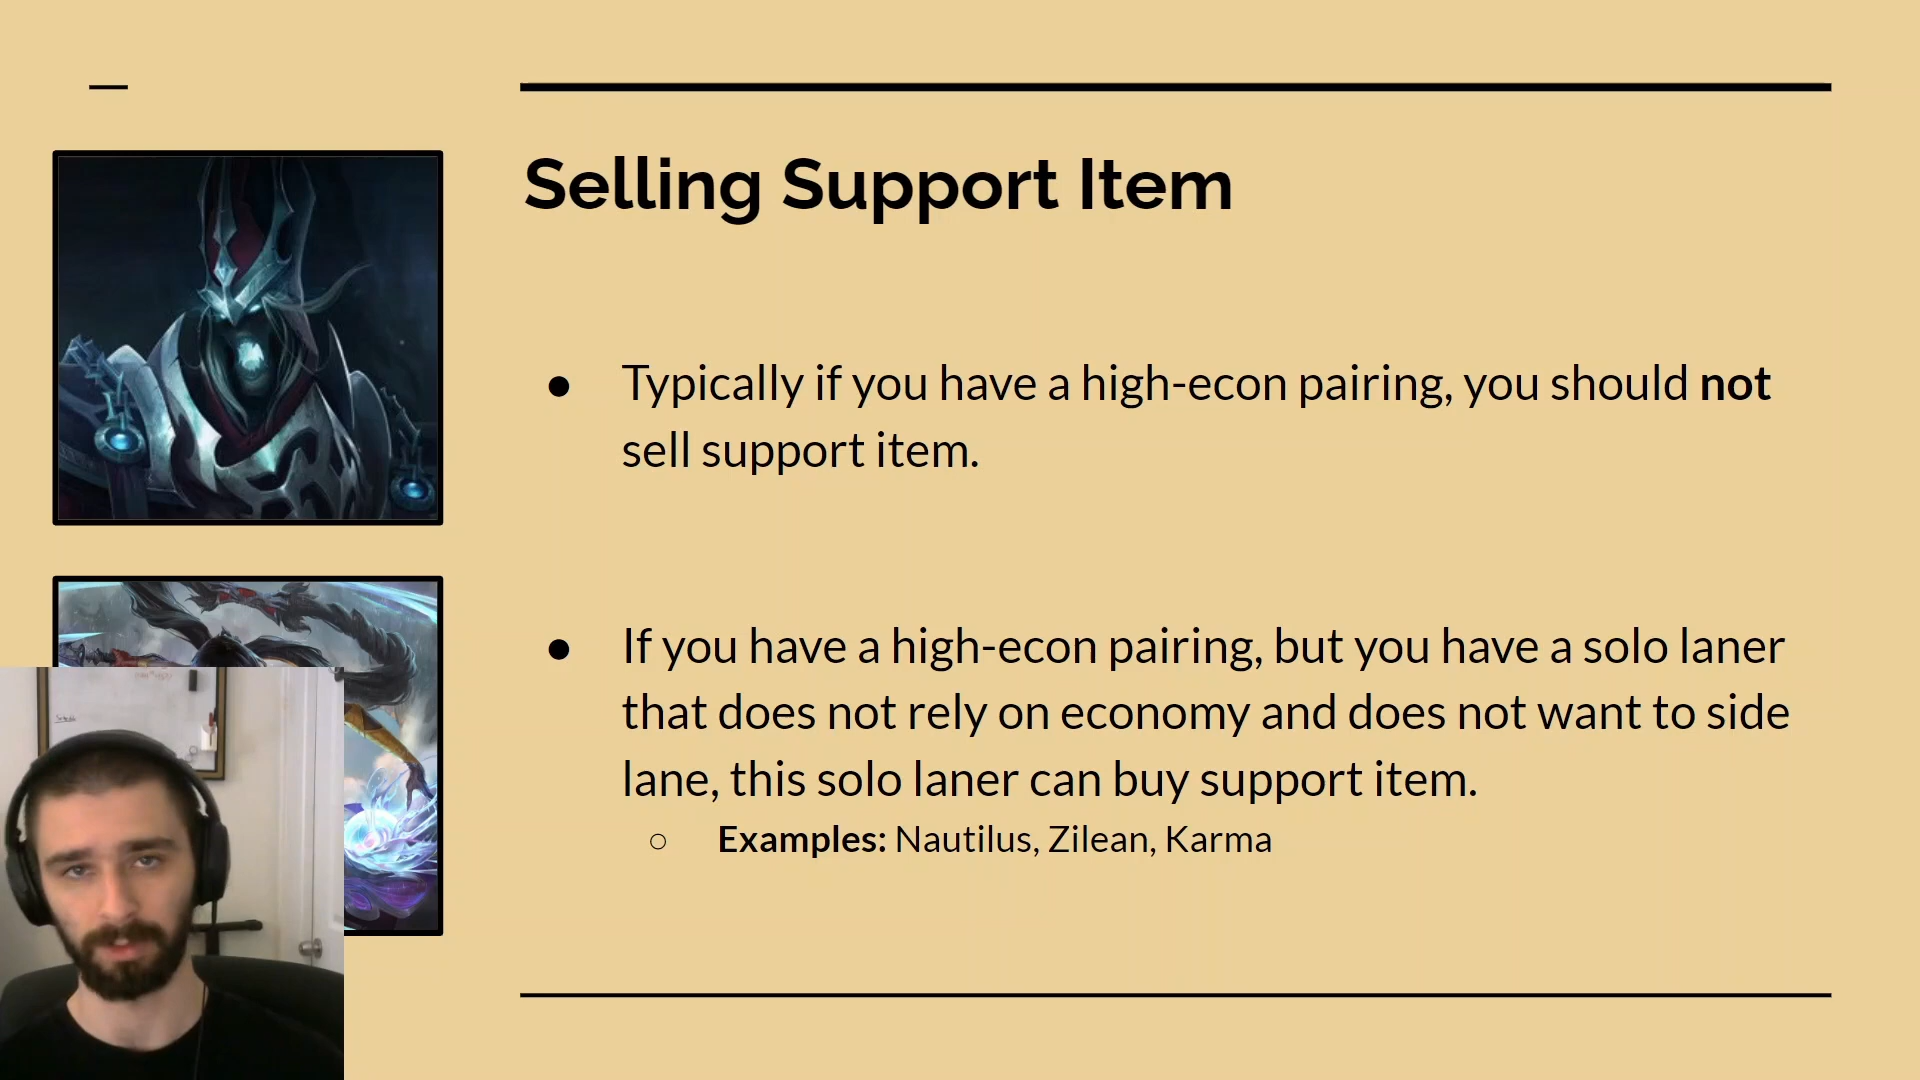 Selling Support Item
● Typically if you have a high-econ pairing, you should not
sell support item.
● If you have a high-econ pairing, but you have a solo laner
that does not rely on economy and does not want to side
lane, this solo laner can buy support item.
○ Examples: Nautilus, Zilean, Karma